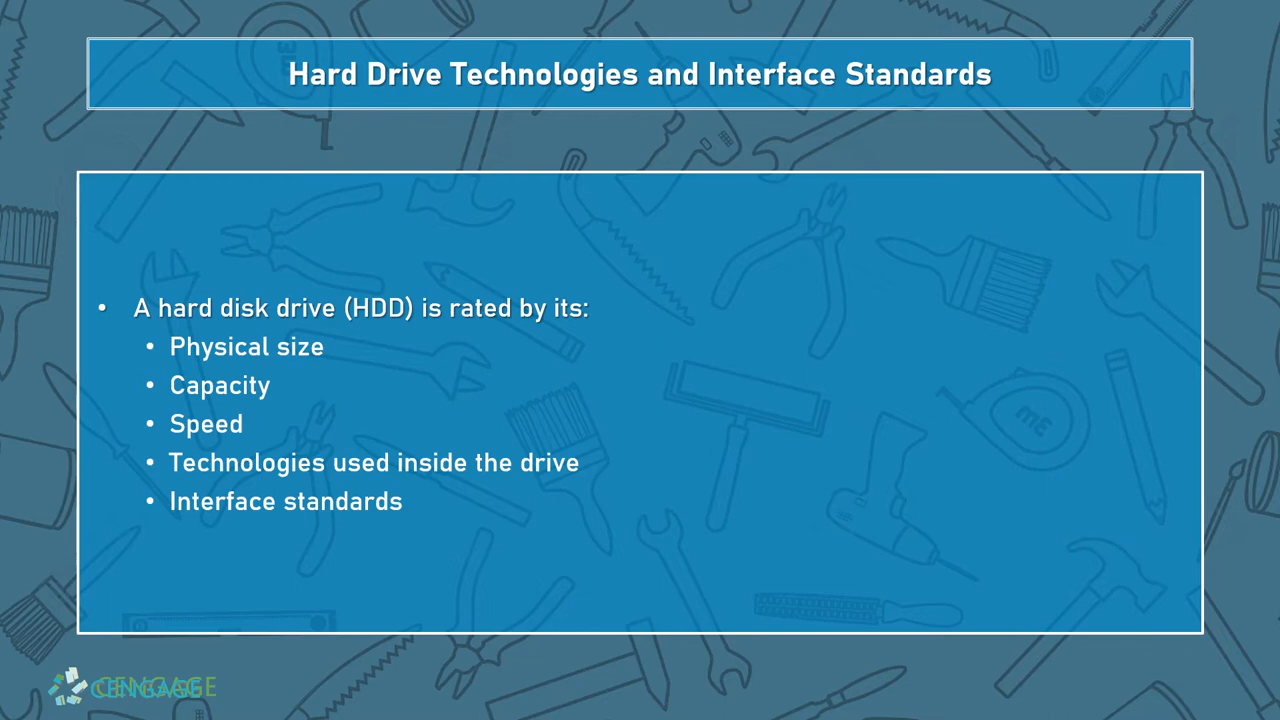 Hard Drive Technologies and Interface Standards
• A hard disk drive (HDD) is rated by its:
• Physical size
• Capacity
• Speed
• Technologies used inside the drive
• Interface standards
CENGAGE